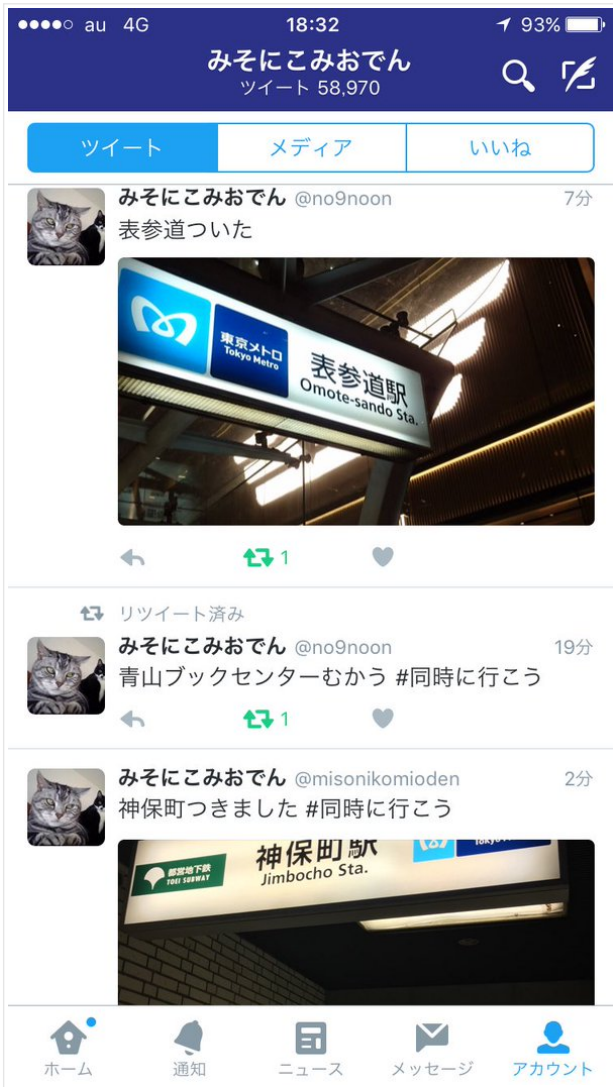 au 4G 18:32 93%
みそにこみおでん
ツイート 58,970
ツイート メディア いいね
みそにこみおでん @no9noon 7分
表参道ついた
東京メトロ
Tokyo Metro
表参道駅
Omote-sando Sta.
1
リツイート済み
みそにこみおでん @no9noon 19分
青山ブックセンターむかう #同時に行こう
1
みそにこみおでん @misonikomioden 2分
神保町つきました #同時に行こう
都営地下鉄
TOEI SUBWAY
神保町駅
Jimbocho Sta.
ホーム 通知 ニュース メッセージ アカウント